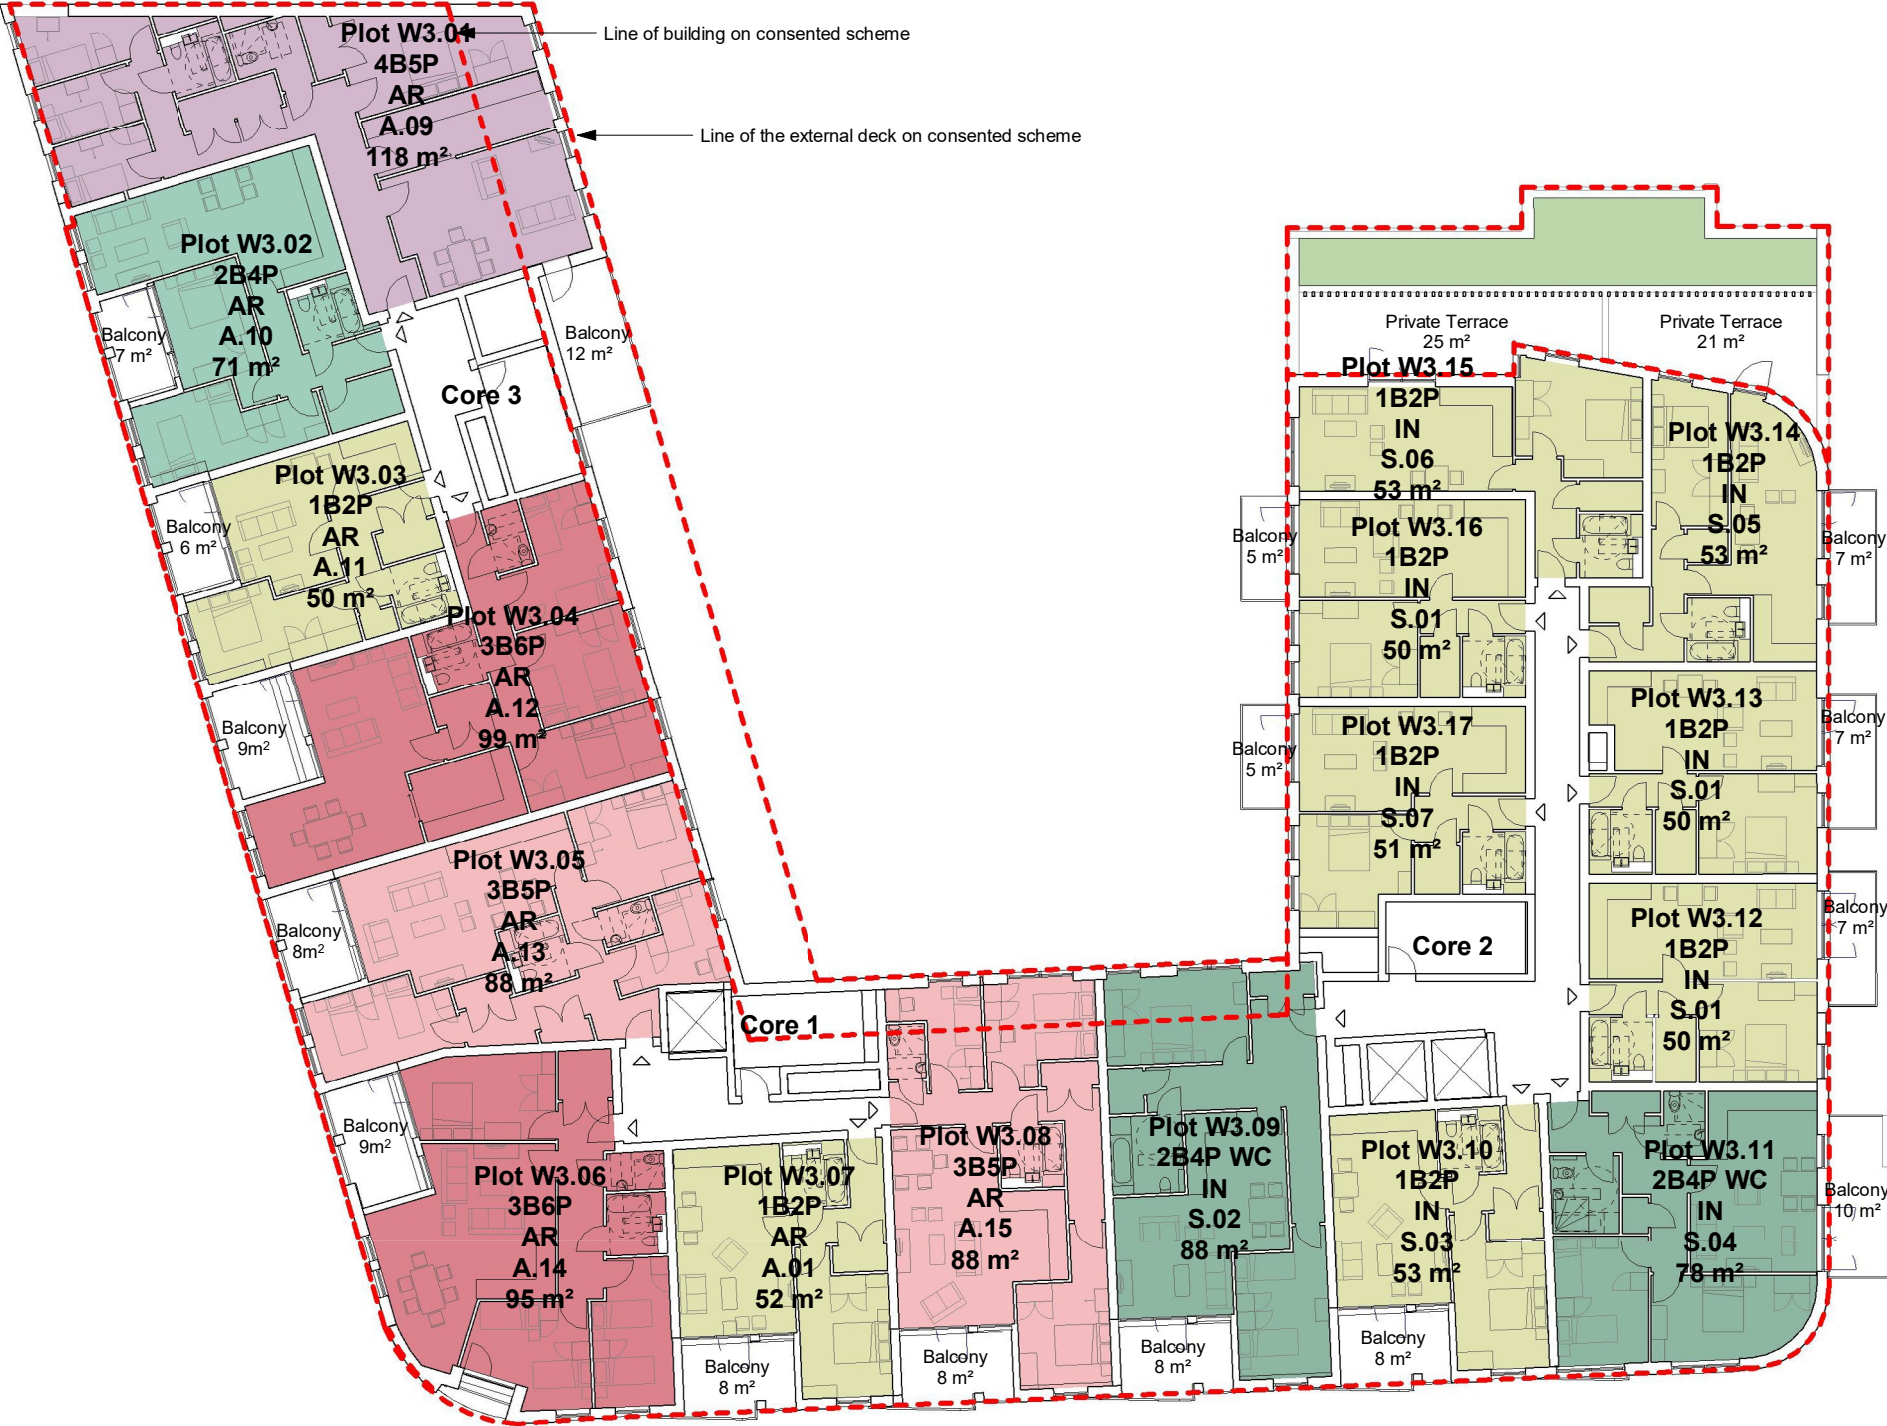 Line of building on consented scheme
Line of the external deck on consented scheme
Plot W3.01
4B5P
AR
A.09
118 m²
Plot W3.02
2B4P
AR
A.10
71 m²
Balcony
7 m²
Balcony
12 m²
Core 3
Plot W3.03
1B2P
AR
A.11
50 m²
Balcony
6 m²
Plot W3.04
3B6P
AR
A.12
99 m²
Balcony
9m²
Plot W3.05
3B5P
AR
A.13
88 m²
Balcony
8m²
Core 1
Balcony
9m²
Plot W3.06
3B6P
AR
A.14
95 m²
Plot W3.07
1B2P
AR
A.01
52 m²
Balcony
8 m²
Plot W3.08
3B5P
AR
A.15
88 m²
Balcony
8 m²
Plot W3.09
2B4P WC
IN
S.02
88 m²
Balcony
8 m²
Plot W3.10
1B2P
IN
S.03
53 m²
Balcony
8 m²
Plot W3.11
2B4P WC
IN
S.04
78 m²
Balcony
10 m²
Plot W3.12
1B2P
IN
S.01
50 m²
Balcony
7 m²
Plot W3.13
1B2P
IN
S.01
50 m²
Balcony
7 m²
Plot W3.14
1B2P
IN
S.05
53 m²
Balcony
7 m²
Private Terrace
25 m²
Private Terrace
21 m²
Plot W3.15
1B2P
IN
S.06
53 m²
Plot W3.16
1B2P
IN
S.01
50 m²
Balcony
5 m²
Plot W3.17
1B2P
IN
S.07
51 m²
Balcony
5 m²
Core 2